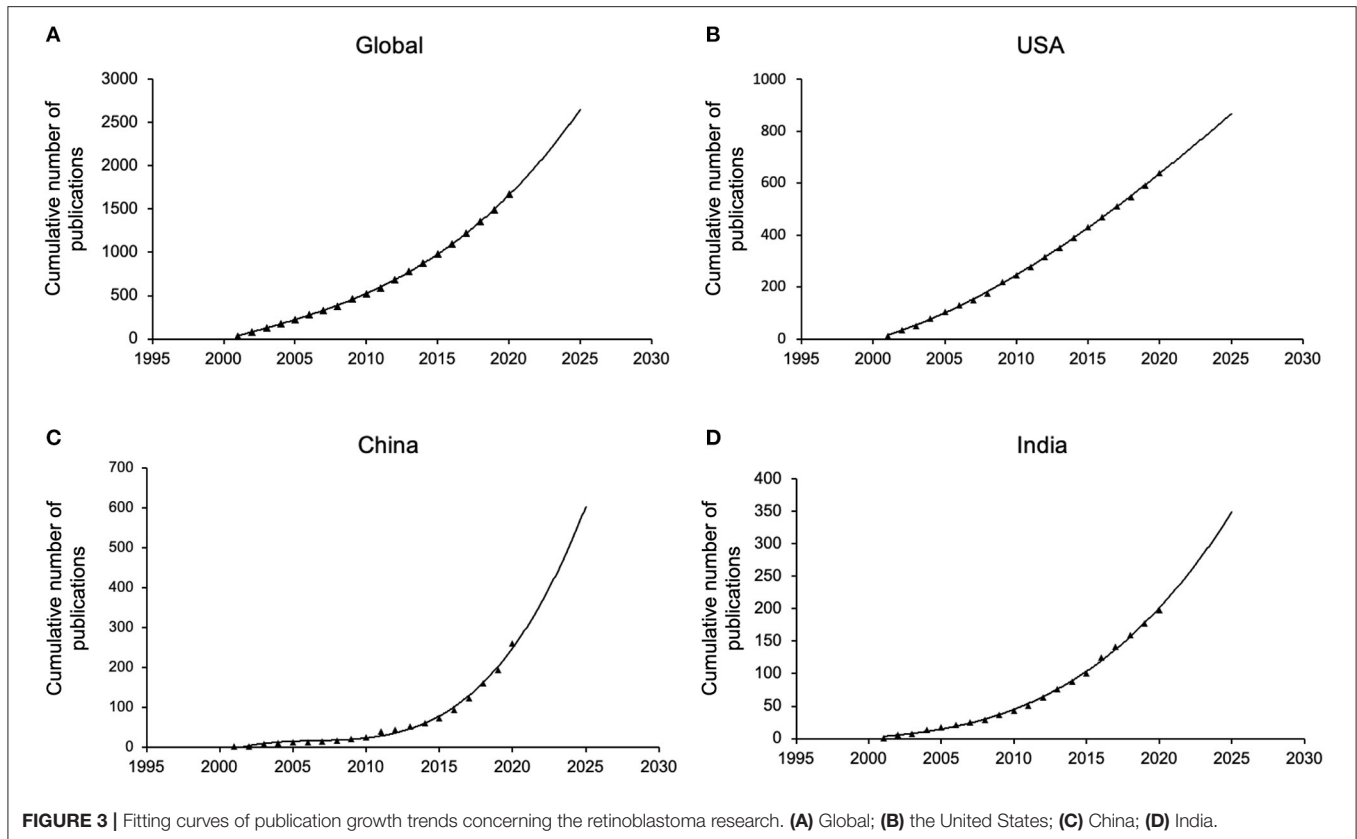 A
Global
Cumulative number of
publications
3000
2500
2000
1500
1000
500
0
1995 2000 2005 2010 2015 2020 2025 2030
B
USA
Cumulative number of
publications
1000
800
600
400
200
0
1995 2000 2005 2010 2015 2020 2025 2030
C
China
Cumulative number of
publications
700
600
500
400
300
200
100
0
1995 2000 2005 2010 2015 2020 2025 2030
D
India
Cumulative number of
publications
400
350
300
250
200
150
100
50
0
1995 2000 2005 2010 2015 2020 2025 2030
FIGURE 3 | Fitting curves of publication growth trends concerning the retinoblastoma research. (A) Global; (B) the United States; (C) China; (D) India.